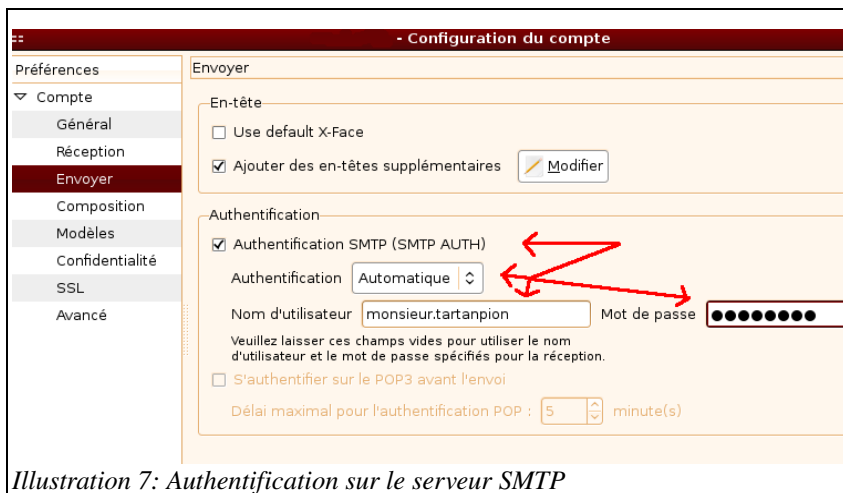 - Configuration du compte
Préférences
Compte
Général
Réception
Envoyer
Composition
Modèles
Confidentialité
SSL
Avancé
Envoyer
En-tête
Use default X-Face
Ajouter des en-têtes supplémentaires Modifier
Authentification
Authentification SMTP (SMTP AUTH)
Authentification Automatique
Nom d'utilisateur monsieur.tartanpion Mot de passe ●●●●●●●●
Veuillez laisser ces champs vides pour utiliser le nom
d'utilisateur et le mot de passe spécifiés pour la réception.
S'authentifier sur le POP3 avant l'envoi
Délai maximal pour l'authentification POP : 5 minute(s)
Illustration 7: Authentification sur le serveur SMTP